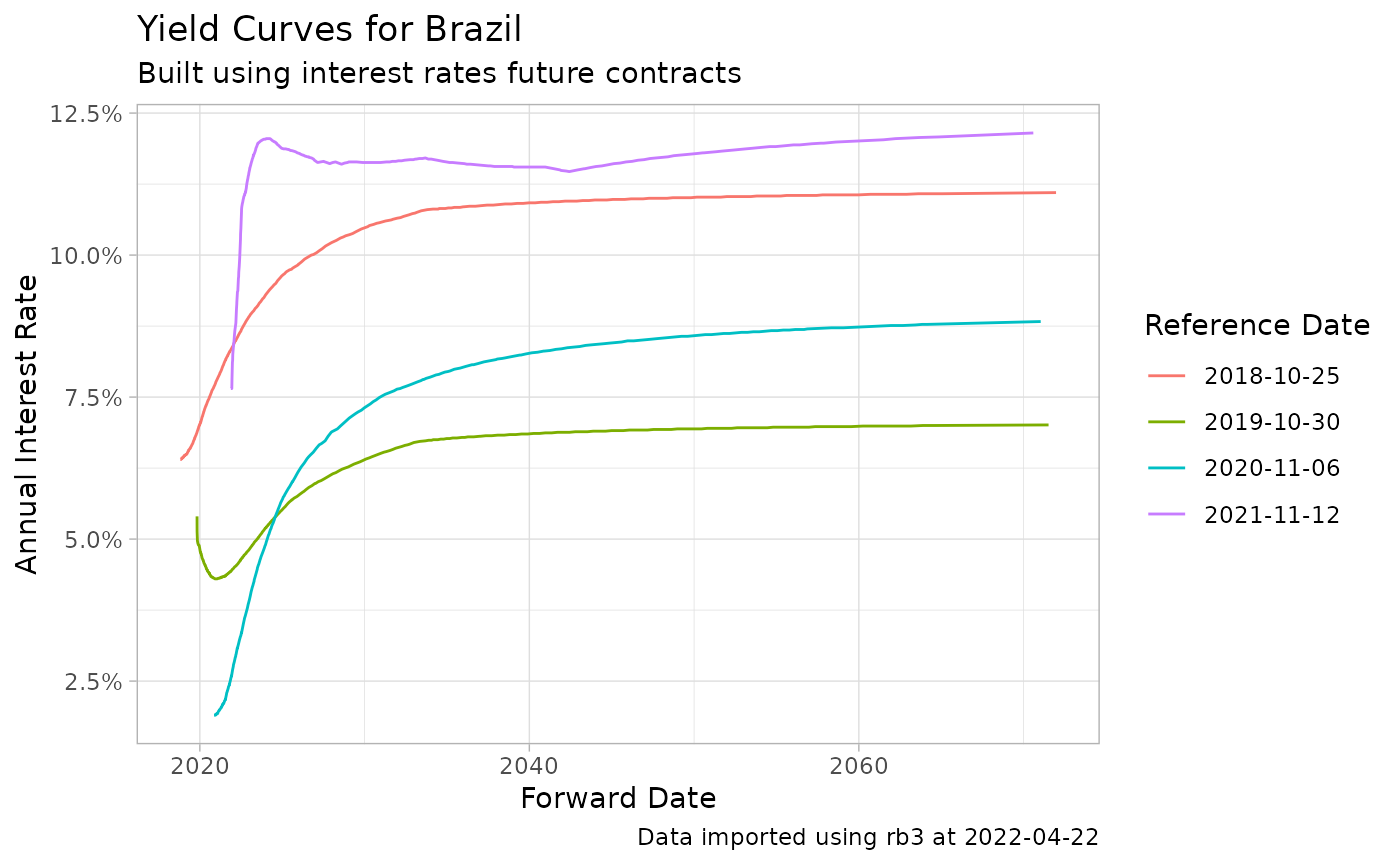 Yield Curves for Brazil
Built using interest rates future contracts
12.5%
10.0%
7.5%
5.0%
2.5%
Annual Interest Rate
2020
2040
2060
Forward Date
Reference Date
2018-10-25
2019-10-30
2020-11-06
2021-11-12
Data imported using rb3 at 2022-04-22